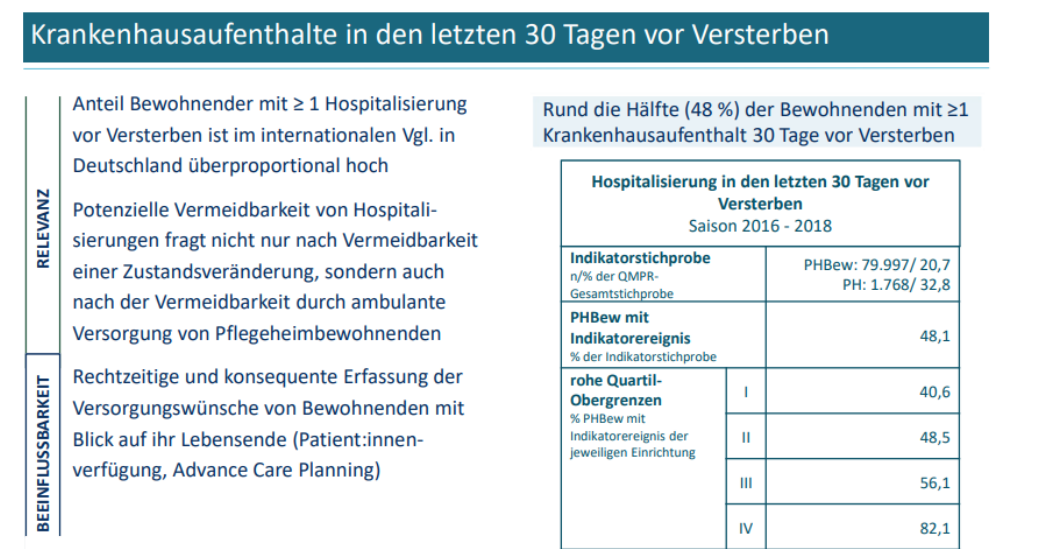 Krankenhausaufenthalte in den letzten 30 Tagen vor Versterben
RELEVANZ
Anteil Bewohnender mit ≥ 1 Hospitalisierung
vor Versterben ist im internationalen Vgl. in
Deutschland überproportional hoch
Potenzielle Vermeidbarkeit von Hospitali-
sierungen fragt nicht nur nach Vermeidbarkeit
einer Zustandsveränderung, sondern auch
nach der Vermeidbarkeit durch ambulante
Versorgung von Pflegeheimbewohnenden
BEEINFLUSSBARKEIT
Rechtzeitige und konsequente Erfassung der
Versorgungswünsche von Bewohnenden mit
Blick auf ihr Lebensende (Patient:innen-
verfügung, Advance Care Planning)
Rund die Hälfte (48 %) der Bewohnenden mit ≥1
Krankenhausaufenthalt 30 Tage vor Versterben
Hospitalisierung in den letzten 30 Tagen vor
Versterben
Saison 2016 - 2018
Indikatorstichprobe
n/% der QMPR-
Gesamtstichprobe
PHBew: 79.997/ 20,7
PH: 1.768/ 32,8
PHBew mit
Indikatorereignis
% der Indikatorstichprobe
48,1
rohe Quartil-
Obergrenzen
% PHBew mit
Indikatorereignis der
jeweiligen Einrichtung
I 40,6
II 48,5
III 56,1
IV 82,1